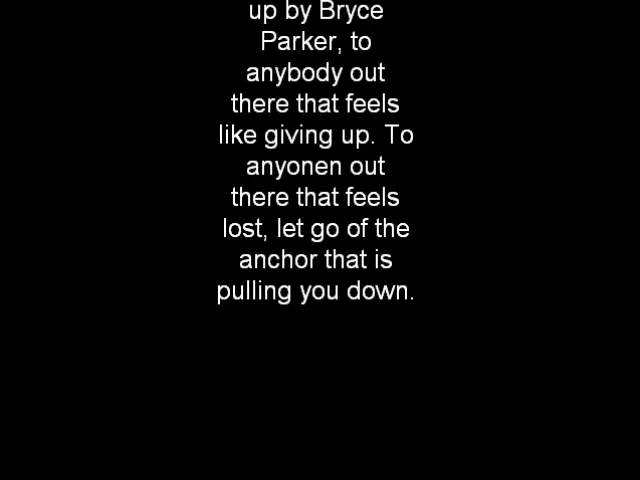 up by Bryce
Parker, to
anybody out
there that feels
like giving up. To
anyonen out
there that feels
lost, let go of the
anchor that is
pulling you down.